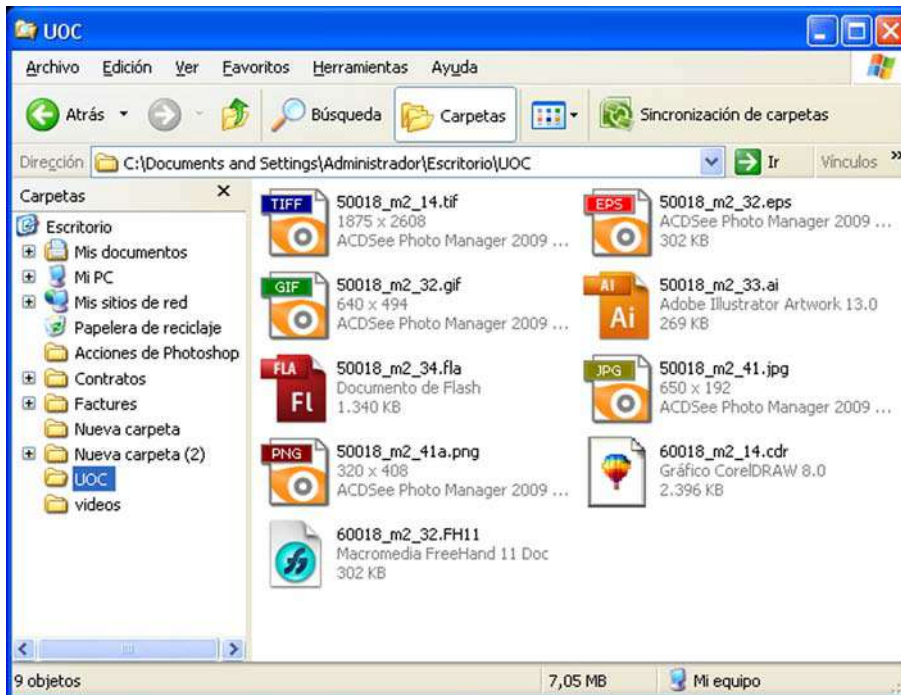 UOC
Archivo Edición Ver Favoritos Herramientas Ayuda
Atrás Búsqueda Carpetas Sincronización de carpetas
Dirección C:\Documents and Settings\Administrador\Escritorio\UOC Ir Vínculos »
Carpetas X
Escritorio
Mis documentos
Mi PC
Mis sitios de red
Papelera de reciclaje
Acciones de Photoshop
Contratos
Factures
Nueva carpeta
Nueva carpeta (2)
UOC
videos
TIFF
50018_m2_14.tif
1875 x 2608
ACDSee Photo Manager 2009 ...
EPS
50018_m2_32.eps
ACDSee Photo Manager 2009 ...
302 KB
GIF
50018_m2_32.gif
640 x 494
ACDSee Photo Manager 2009 ...
AI
Ai
50018_m2_33.ai
Adobe Illustrator Artwork 13.0
269 KB
FLA
FL
50018_m2_34.fla
Documento de Flash
1.340 KB
JPG
50018_m2_41.jpg
650 x 192
ACDSee Photo Manager 2009 ...
PNG
50018_m2_41a.png
320 x 408
ACDSee Photo Manager 2009 ...
60018_m2_14.cdr
Gráfico CorelDRAW 8.0
2.396 KB
60018_m2_32.FH11
Macromedia FreeHand 11 Doc
302 KB
9 objetos 7,05 MB Mi equipo